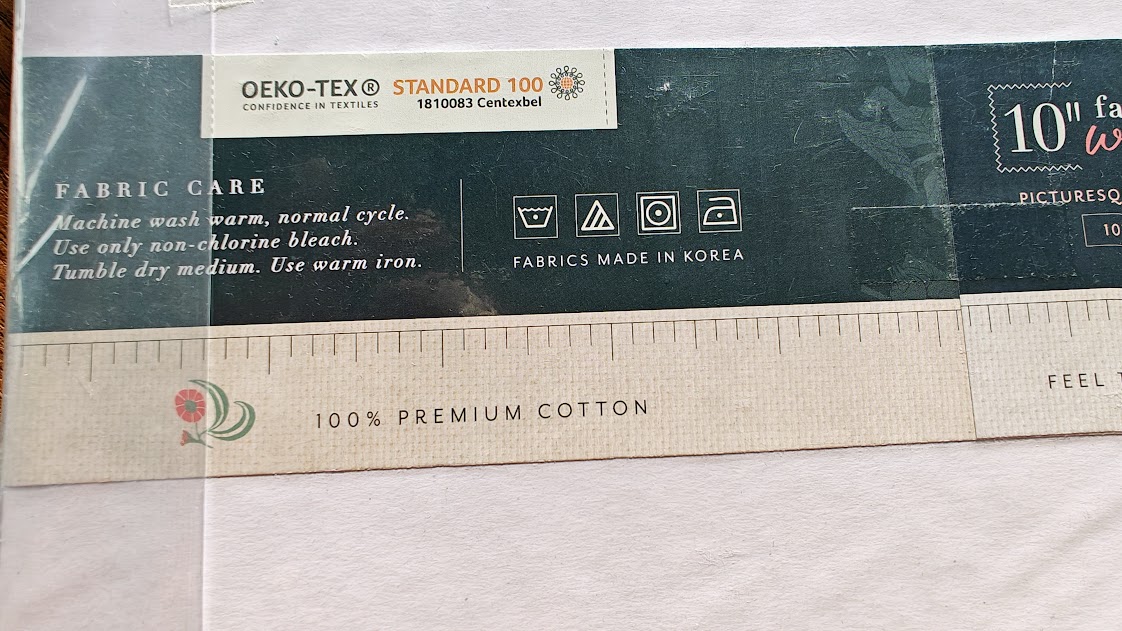 OEKO-TEX® STANDARD 100
CONFIDENCE IN TEXTILES 1810083 Centexbel
FABRIC CARE
Machine wash warm, normal cycle.
Use only non-chlorine bleach.
Tumble dry medium. Use warm iron.
FABRICS MADE IN KOREA
100% PREMIUM COTTON
10"
10
FEEL